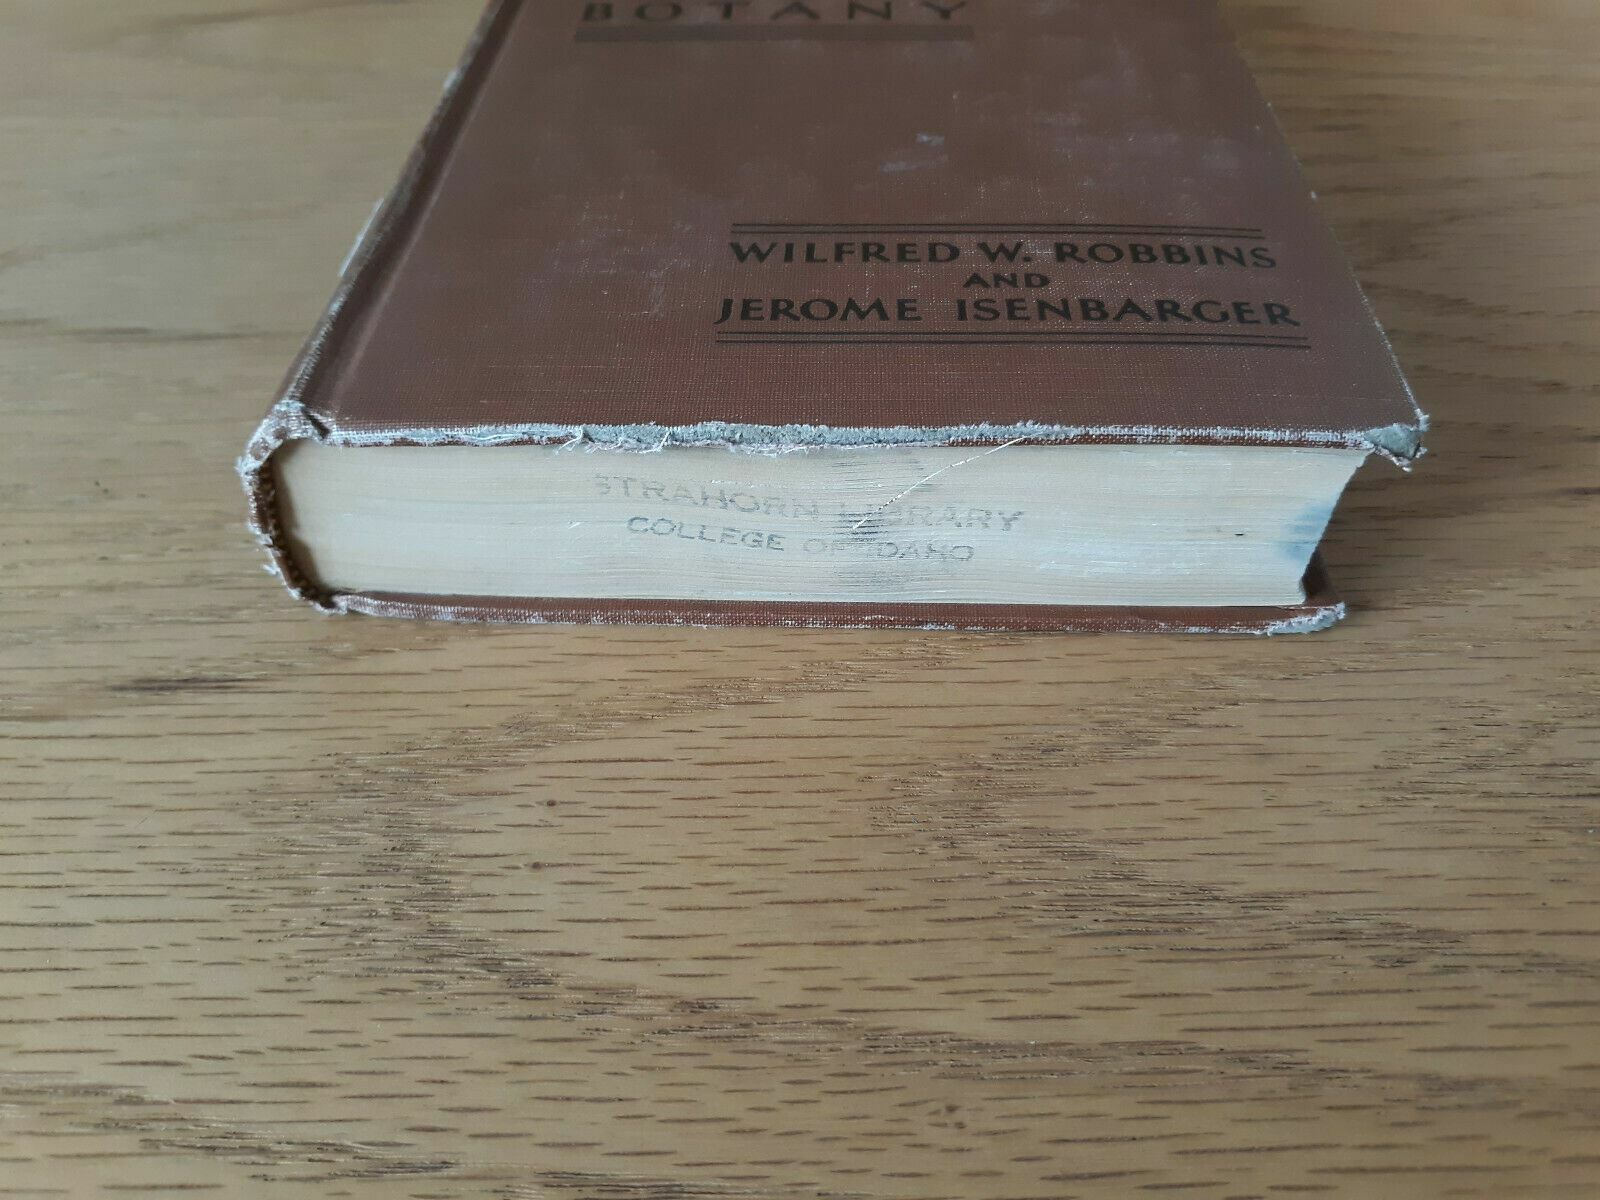 BOTANY
WILFRED W. ROBBINS
AND
JEROME ISENBARGER
STRAHORN LIBRARY
COLLEGE OF IDAHO